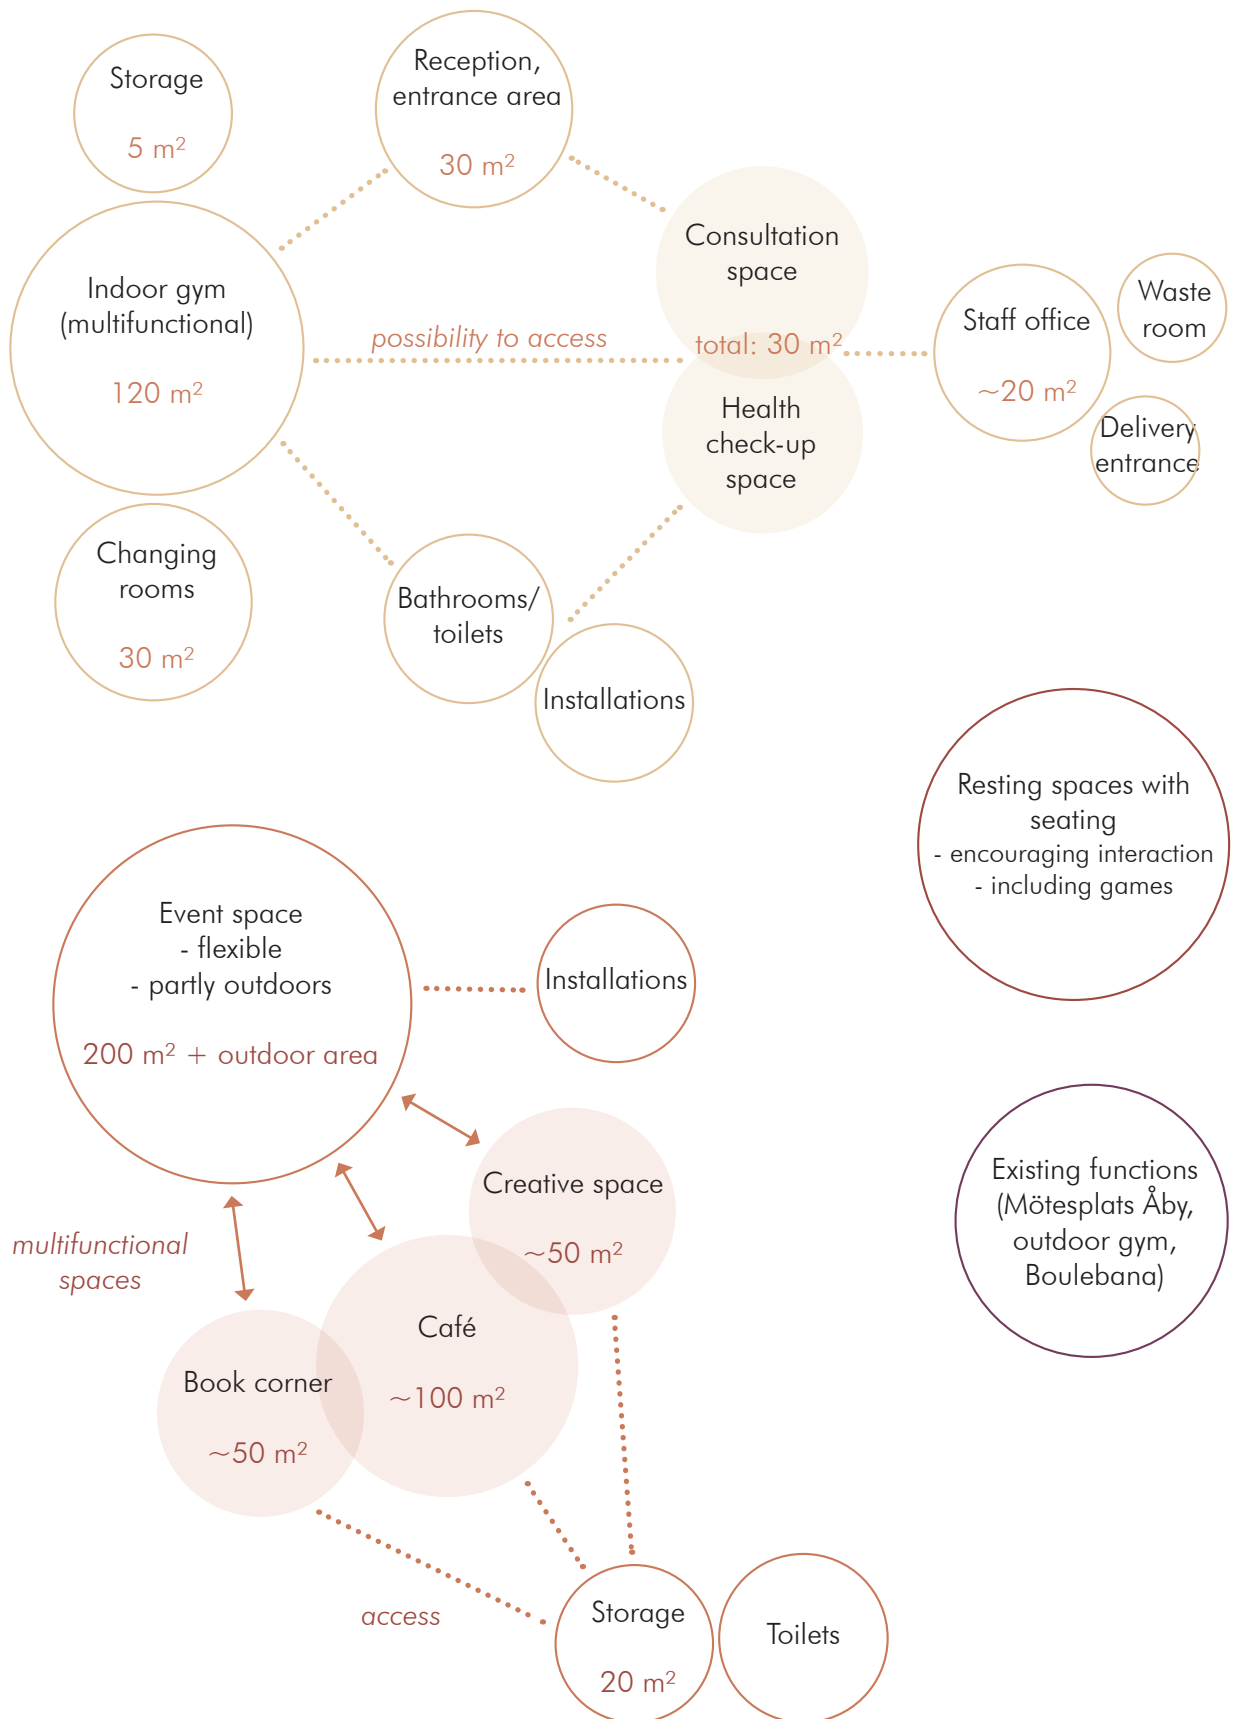 Storage
5 m²
Reception,
entrance area
30 m²
Consultation
space
total: 30 m²
Health
check-up
space
Indoor gym
(multifunctional)
120 m²
possibility to access
Staff office
~20 m²
Waste
room
Delivery
entrance
Changing
rooms
30 m²
Bathrooms/
toilets
Installations
Resting spaces with
seating
- encouraging interaction
- including games
Event space
- flexible
- partly outdoors
200 m² + outdoor area
Installations
Existing functions
(Mötesplats Åby,
outdoor gym,
Boulebana)
multifunctional
spaces
Creative space
~50 m²
Café
~100 m²
Book corner
~50 m²
access
Storage
20 m²
Toilets